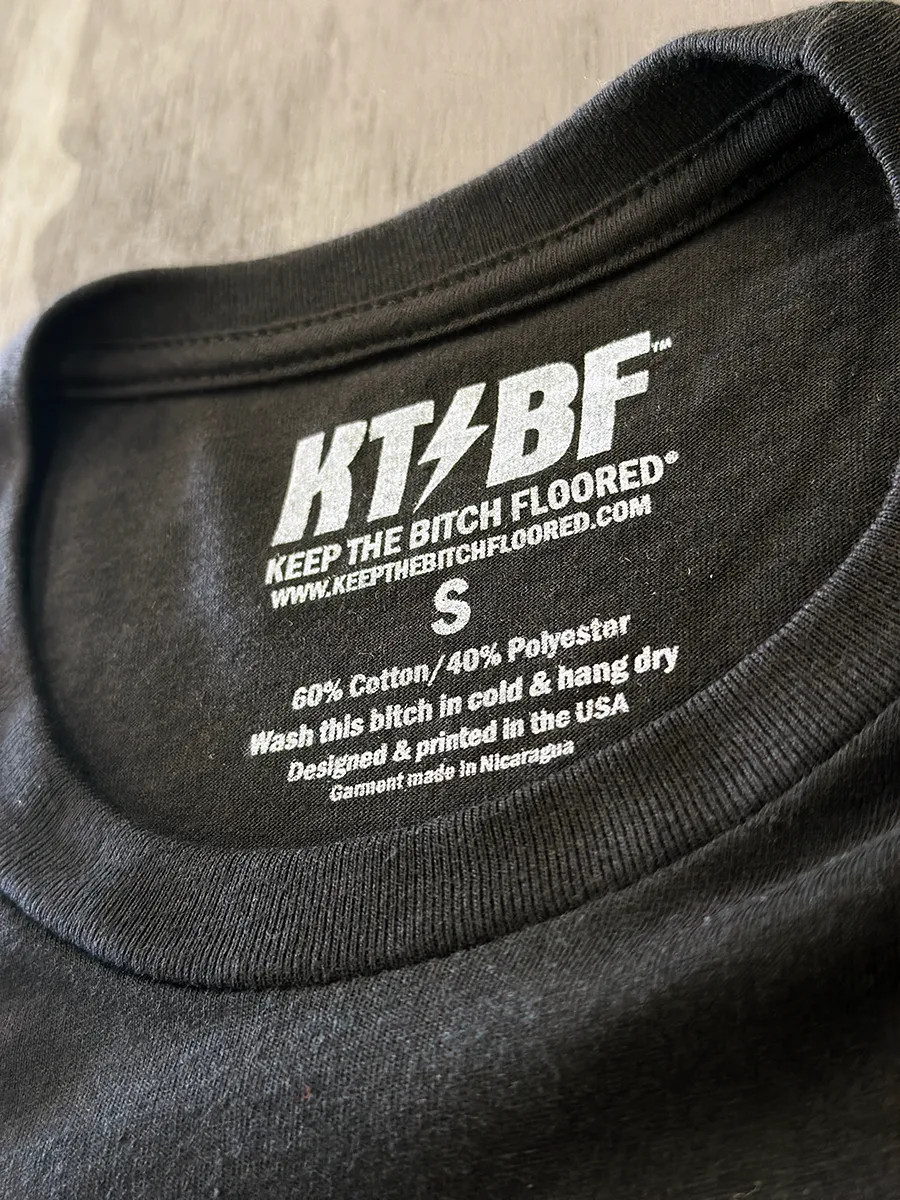 KT⚡BF™
KEEP THE BITCH FLOORED®
WWW.KEEPTHEBITCHFLOORED.COM
S
60% Cotton/40% Polyester
Wash this bitch in cold & hang dry
Designed & printed in the USA
Garment made in Nicaragua